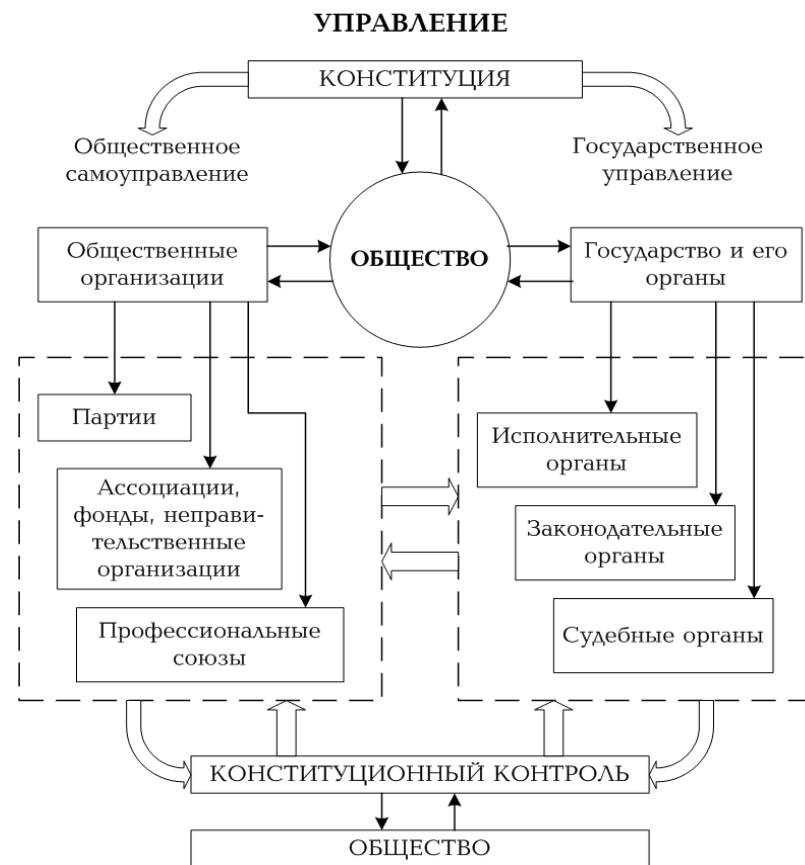 УПРАВЛЕНИЕ
КОНСТИТУЦИЯ
Общественное
самоуправление
Государственное
управление
Общественные
организации
ОБЩЕСТВО
Государство и его
органы
Партии
Исполнительные
органы
Ассоциации,
фонды, неправи-
тельственные
организации
Законодательные
органы
Профессиональные
союзы
Судебные органы
КОНСТИТУЦИОННЫЙ КОНТРОЛЬ
ОБЩЕСТВО